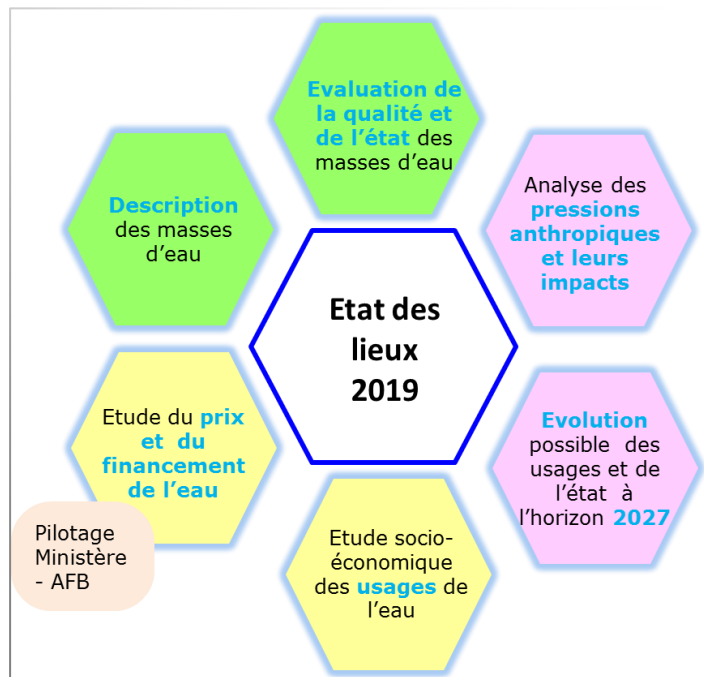 Evaluation de
la qualité et
de l'état des
masses d'eau
Description
des masses
d'eau
Analyse des
pressions
anthropiques
et leurs
impacts
Etat des
lieux
2019
Etude du prix
et du
financement
de l'eau
Evolution
possible des
usages et de
l'état à
l'horizon 2027
Pilotage
Ministère
- AFB
Etude socio-
économique
des usages de
l'eau